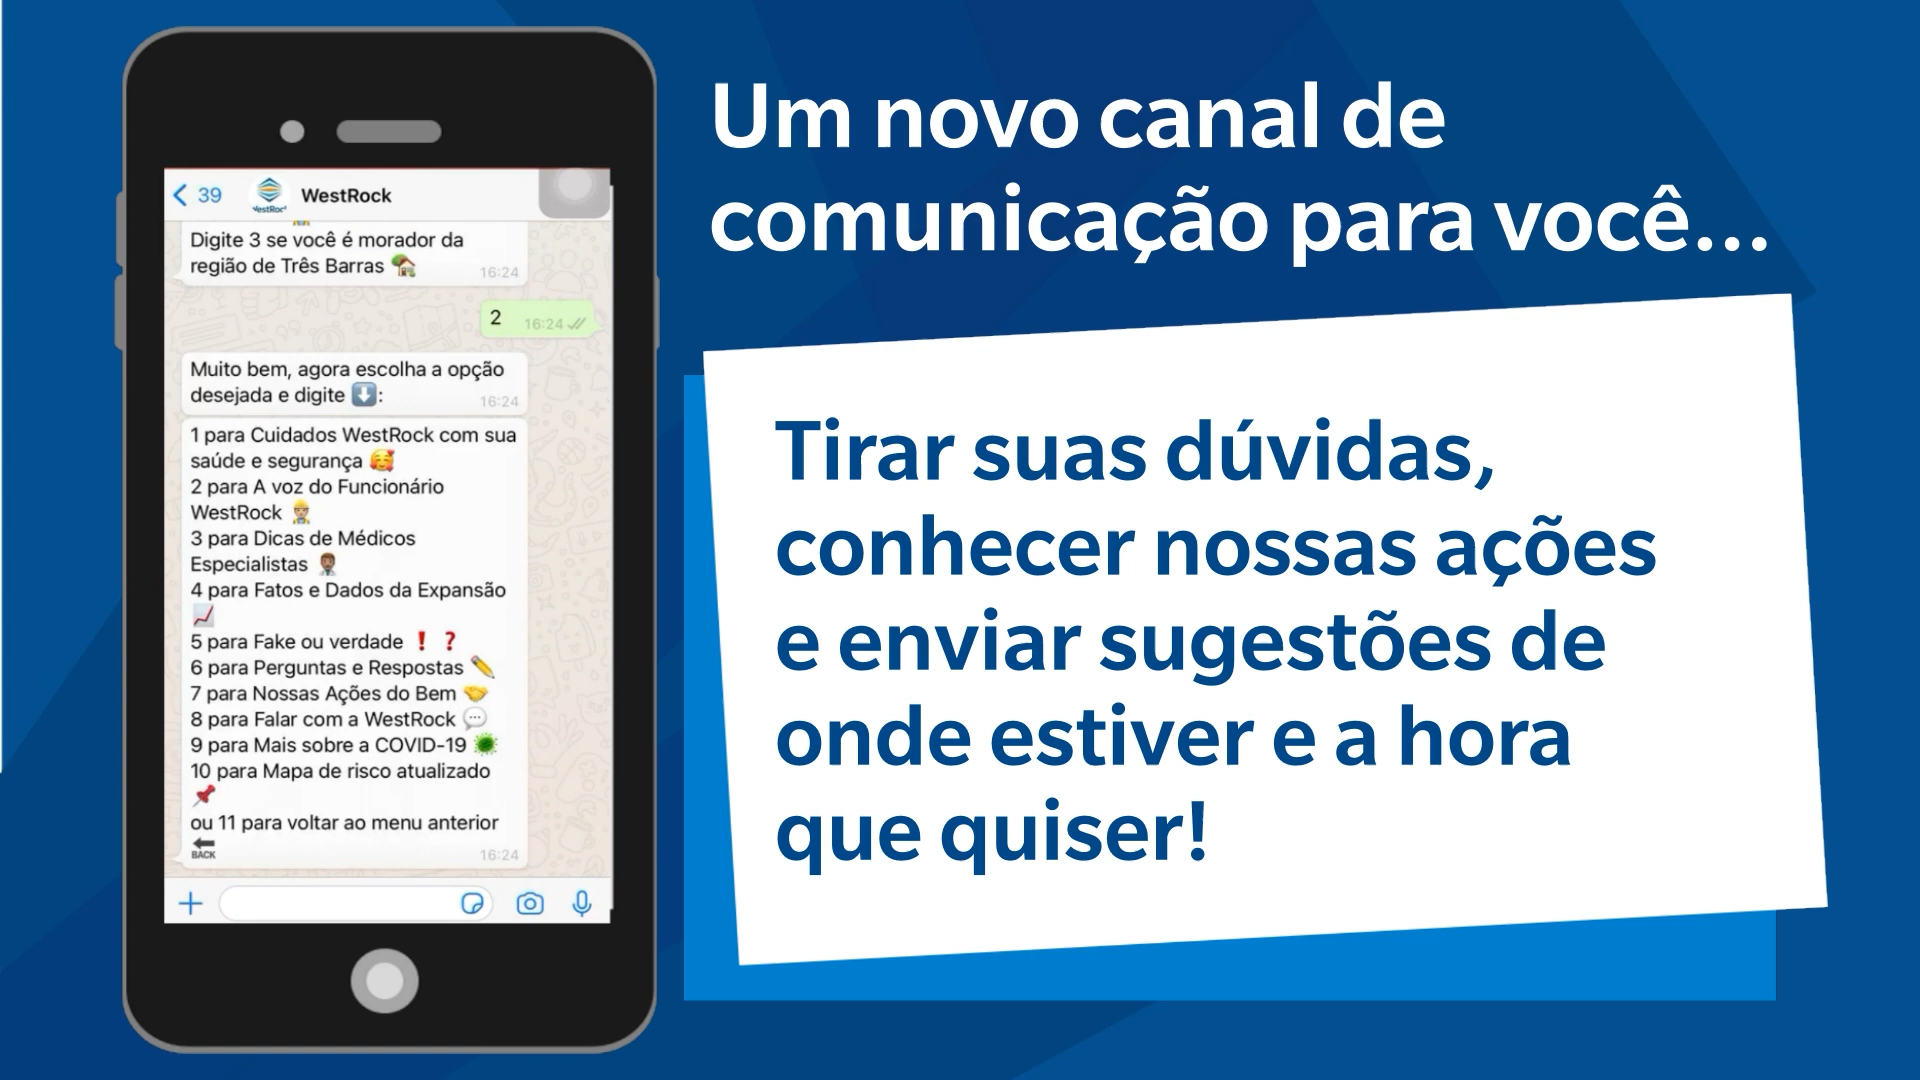 39
WestRock
WestRock
Digite 3 se você é morador da
região de Três Barras 🏡
16:24
2
16:24
Muito bem, agora escolha a opção
desejada e digite ⬇️:
16:24
1 para Cuidados WestRock com sua
saúde e segurança 🥰
2 para A voz do Funcionário
WestRock 👷🏼
3 para Dicas de Médicos
Especialistas 👨🏾‍⚕️
4 para Fatos e Dados da Expansão
📈
5 para Fake ou verdade ❗ ❓
6 para Perguntas e Respostas ✏️
7 para Nossas Ações do Bem 🤝
8 para Falar com a WestRock 💬
9 para Mais sobre a COVID-19 🦠
10 para Mapa de risco atualizado
📌
ou 11 para voltar ao menu anterior
BACK
16:24
Um novo canal de
comunicação para você...
Tirar suas dúvidas,
conhecer nossas ações
e enviar sugestões de
onde estiver e a hora
que quiser!